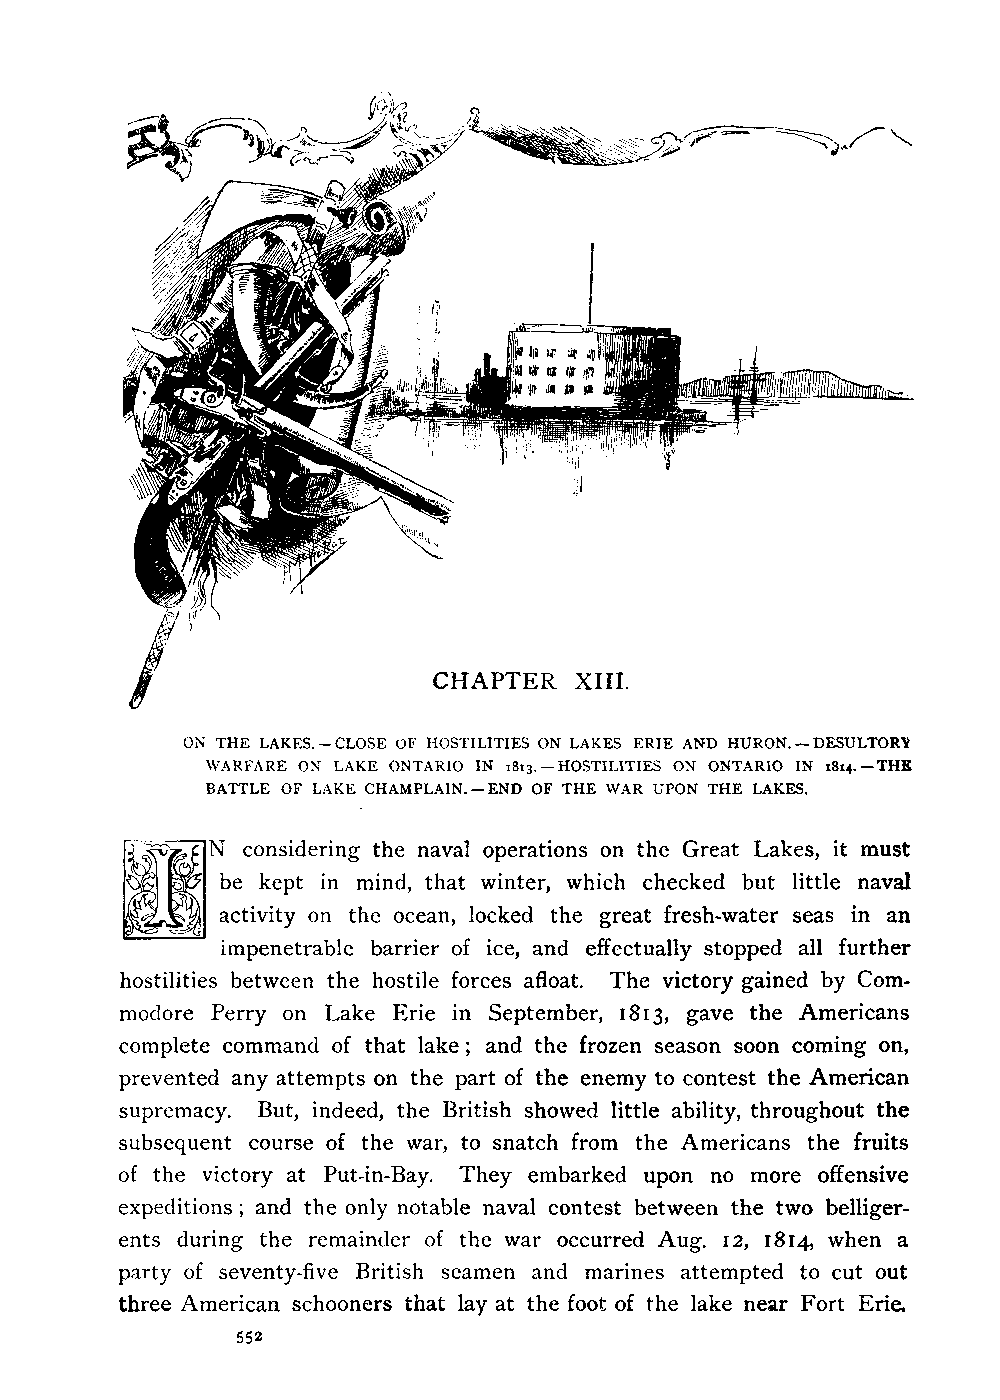 CHAPTER XIII.
ON THE LAKES.—CLOSE OF HOSTILITIES ON LAKES ERIE AND HURON.—DESULTORY
WARFARE ON LAKE ONTARIO IN 1813.—HOSTILITIES ON ONTARIO IN 1814.—THE
BATTLE OF LAKE CHAMPLAIN.—END OF THE WAR UPON THE LAKES.
IN considering the naval operations on the Great Lakes, it must
be kept in mind, that winter, which checked but little naval
activity on the ocean, locked the great fresh-water seas in an
impenetrable barrier of ice, and effectually stopped all further
hostilities between the hostile forces afloat. The victory gained by Com-
modore Perry on Lake Erie in September, 1813, gave the Americans
complete command of that lake; and the frozen season soon coming on,
prevented any attempts on the part of the enemy to contest the American
supremacy. But, indeed, the British showed little ability, throughout the
subsequent course of the war, to snatch from the Americans the fruits
of the victory at Put-in-Bay. They embarked upon no more offensive
expeditions; and the only notable naval contest between the two belliger-
ents during the remainder of the war occurred Aug. 12, 1814, when a
party of seventy-five British seamen and marines attempted to cut out
three American schooners that lay at the foot of the lake near Fort Erie.
552